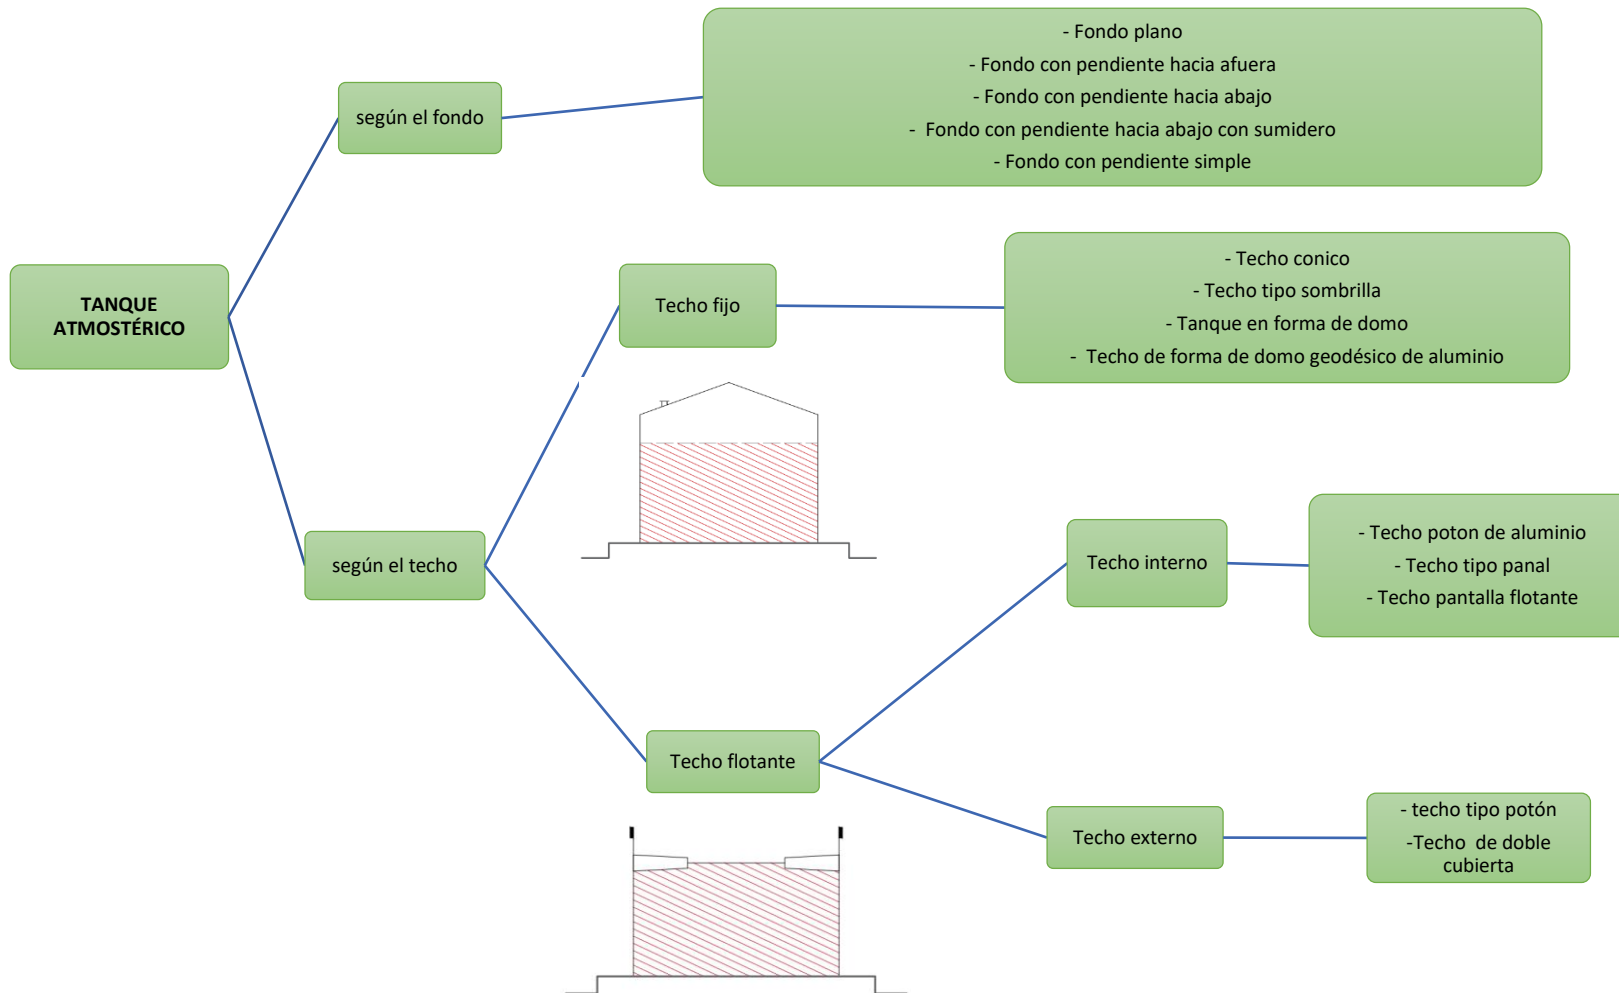 - Fondo plano
- Fondo con pendiente hacia afuera
- Fondo con pendiente hacia abajo
- Fondo con pendiente hacia abajo con sumidero
- Fondo con pendiente simple
según el fondo
TANQUE
ATMOSTÉRICO
Techo fijo
- Techo conico
- Techo tipo sombrilla
- Tanque en forma de domo
- Techo de forma de domo geodésico de aluminio
según el techo
Techo interno
- Techo poton de aluminio
- Techo tipo panal
- Techo pantalla flotante
Techo flotante
Techo externo
- techo tipo potón
-Techo de doble
cubierta